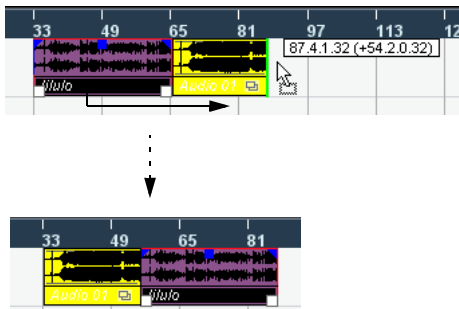 33 49 65 81 97 113 12
87.4.1.32 (+54.2.0.32)
lilulo Audio 01
33 49 65 81
Audio 01 lilulo